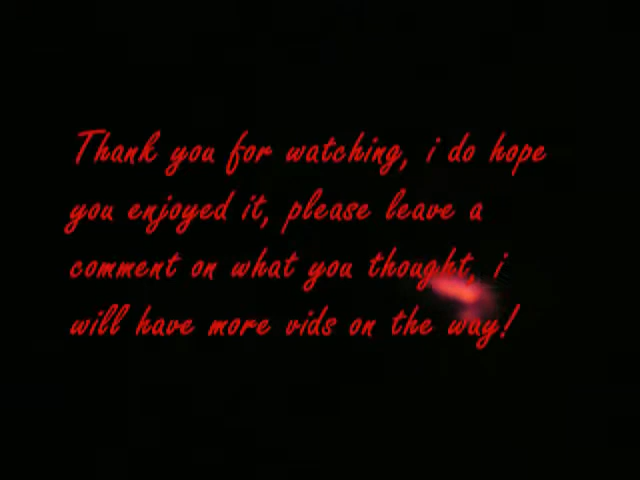 Thank you for watching, i do hope
you enjoyed it, please leave a
comment on what you thought, i
will have more vids on the way!